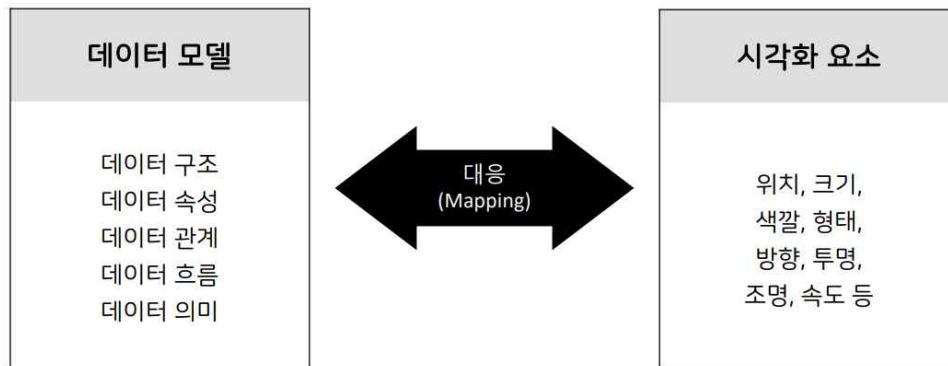 데이터 모델
데이터 구조
데이터 속성
데이터 관계
데이터 흐름
데이터 의미
대응
(Mapping)
시각화 요소
위치, 크기,
색깔, 형태,
방향, 투명,
조명, 속도 등